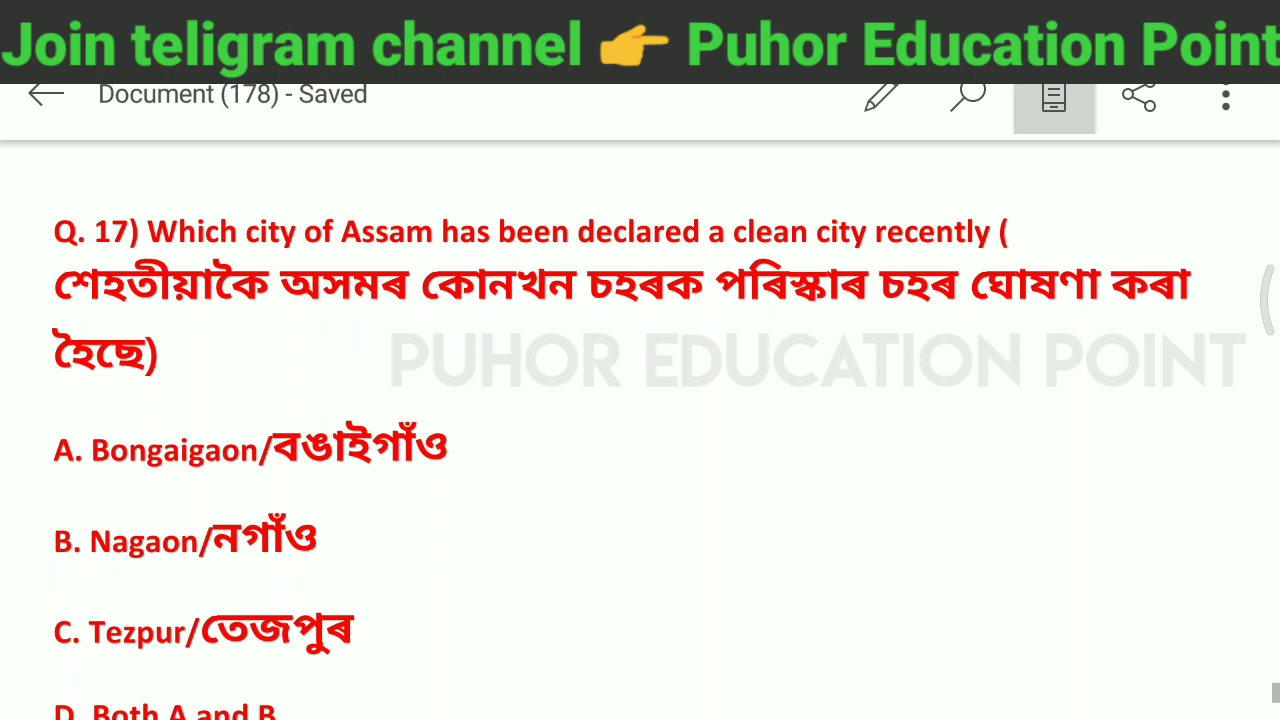 Join teligram channel 👉 Puhor Education Point
Document (178) - Saved
Q. 17) Which city of Assam has been declared a clean city recently (
শেহতীয়াকৈ অসমৰ কোনখন চহৰক পৰিস্কাৰ চহৰ ঘোষণা কৰা
হৈছে)
PUHOR EDUCATION POINT
A. Bongaigaon/বঙাইগাঁও
B. Nagaon/নগাঁও
C. Tezpur/তেজপুৰ
D. Both A and B